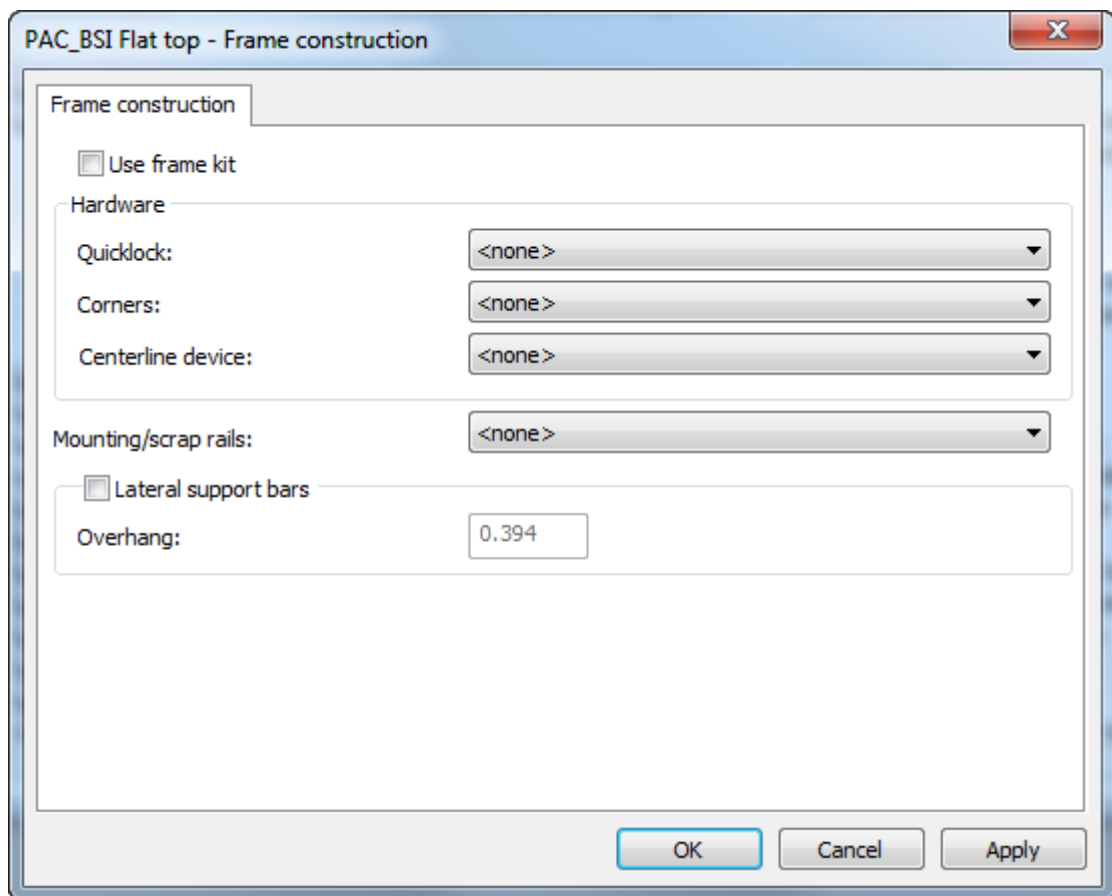 PAC_BSI Flat top - Frame construction
Frame construction
Use frame kit
Hardware
Quicklock: <none>
Corners: <none>
Centerline device: <none>
Mounting/scrap rails: <none>
Lateral support bars
Overhang: 0.394
OK Cancel Apply